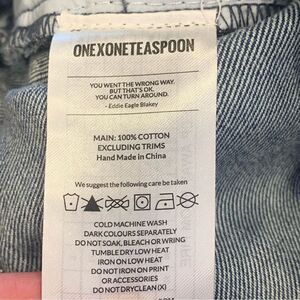 ONEXONETEASPOON
YOU WENT THE WRONG WAY.
BUT THAT'S OK.
YOU CAN TURN AROUND.
- Eddie Eagle Blakey
MAIN: 100% COTTON
EXCLUDING TRIMS
Hand Made in China
We suggest the following care be taken
COLD MACHINE WASH
DARK COLOURS SEPARATELY
DO NOT SOAK, BLEACH OR WRING
TUMBLE DRY LOW HEAT
IRON ON LOW HEAT
DO NOT IRON ON PRINT
OR ACCESSORIES
DO NOT DRYCLEAN (X)